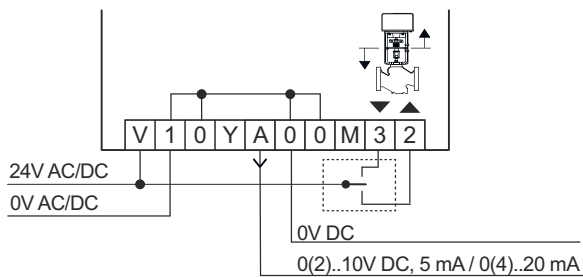 V 1 0 Y A 0 0 M 3 2
24V AC/DC
0V AC/DC
0V DC
0(2)..10V DC, 5 mA / 0(4)..20 mA